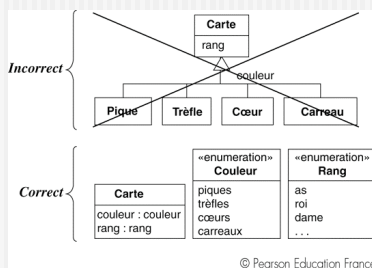 Carte
rang
Incorrect
couleur
Pique Trèfle Cœur Carreau
«enumeration» «enumeration»
Couleur Rang
Correct
Carte
couleur : couleur
rang : rang
piques
trèfles
cœurs
carreaux
as
roi
dame
. . .
© Pearson Education France